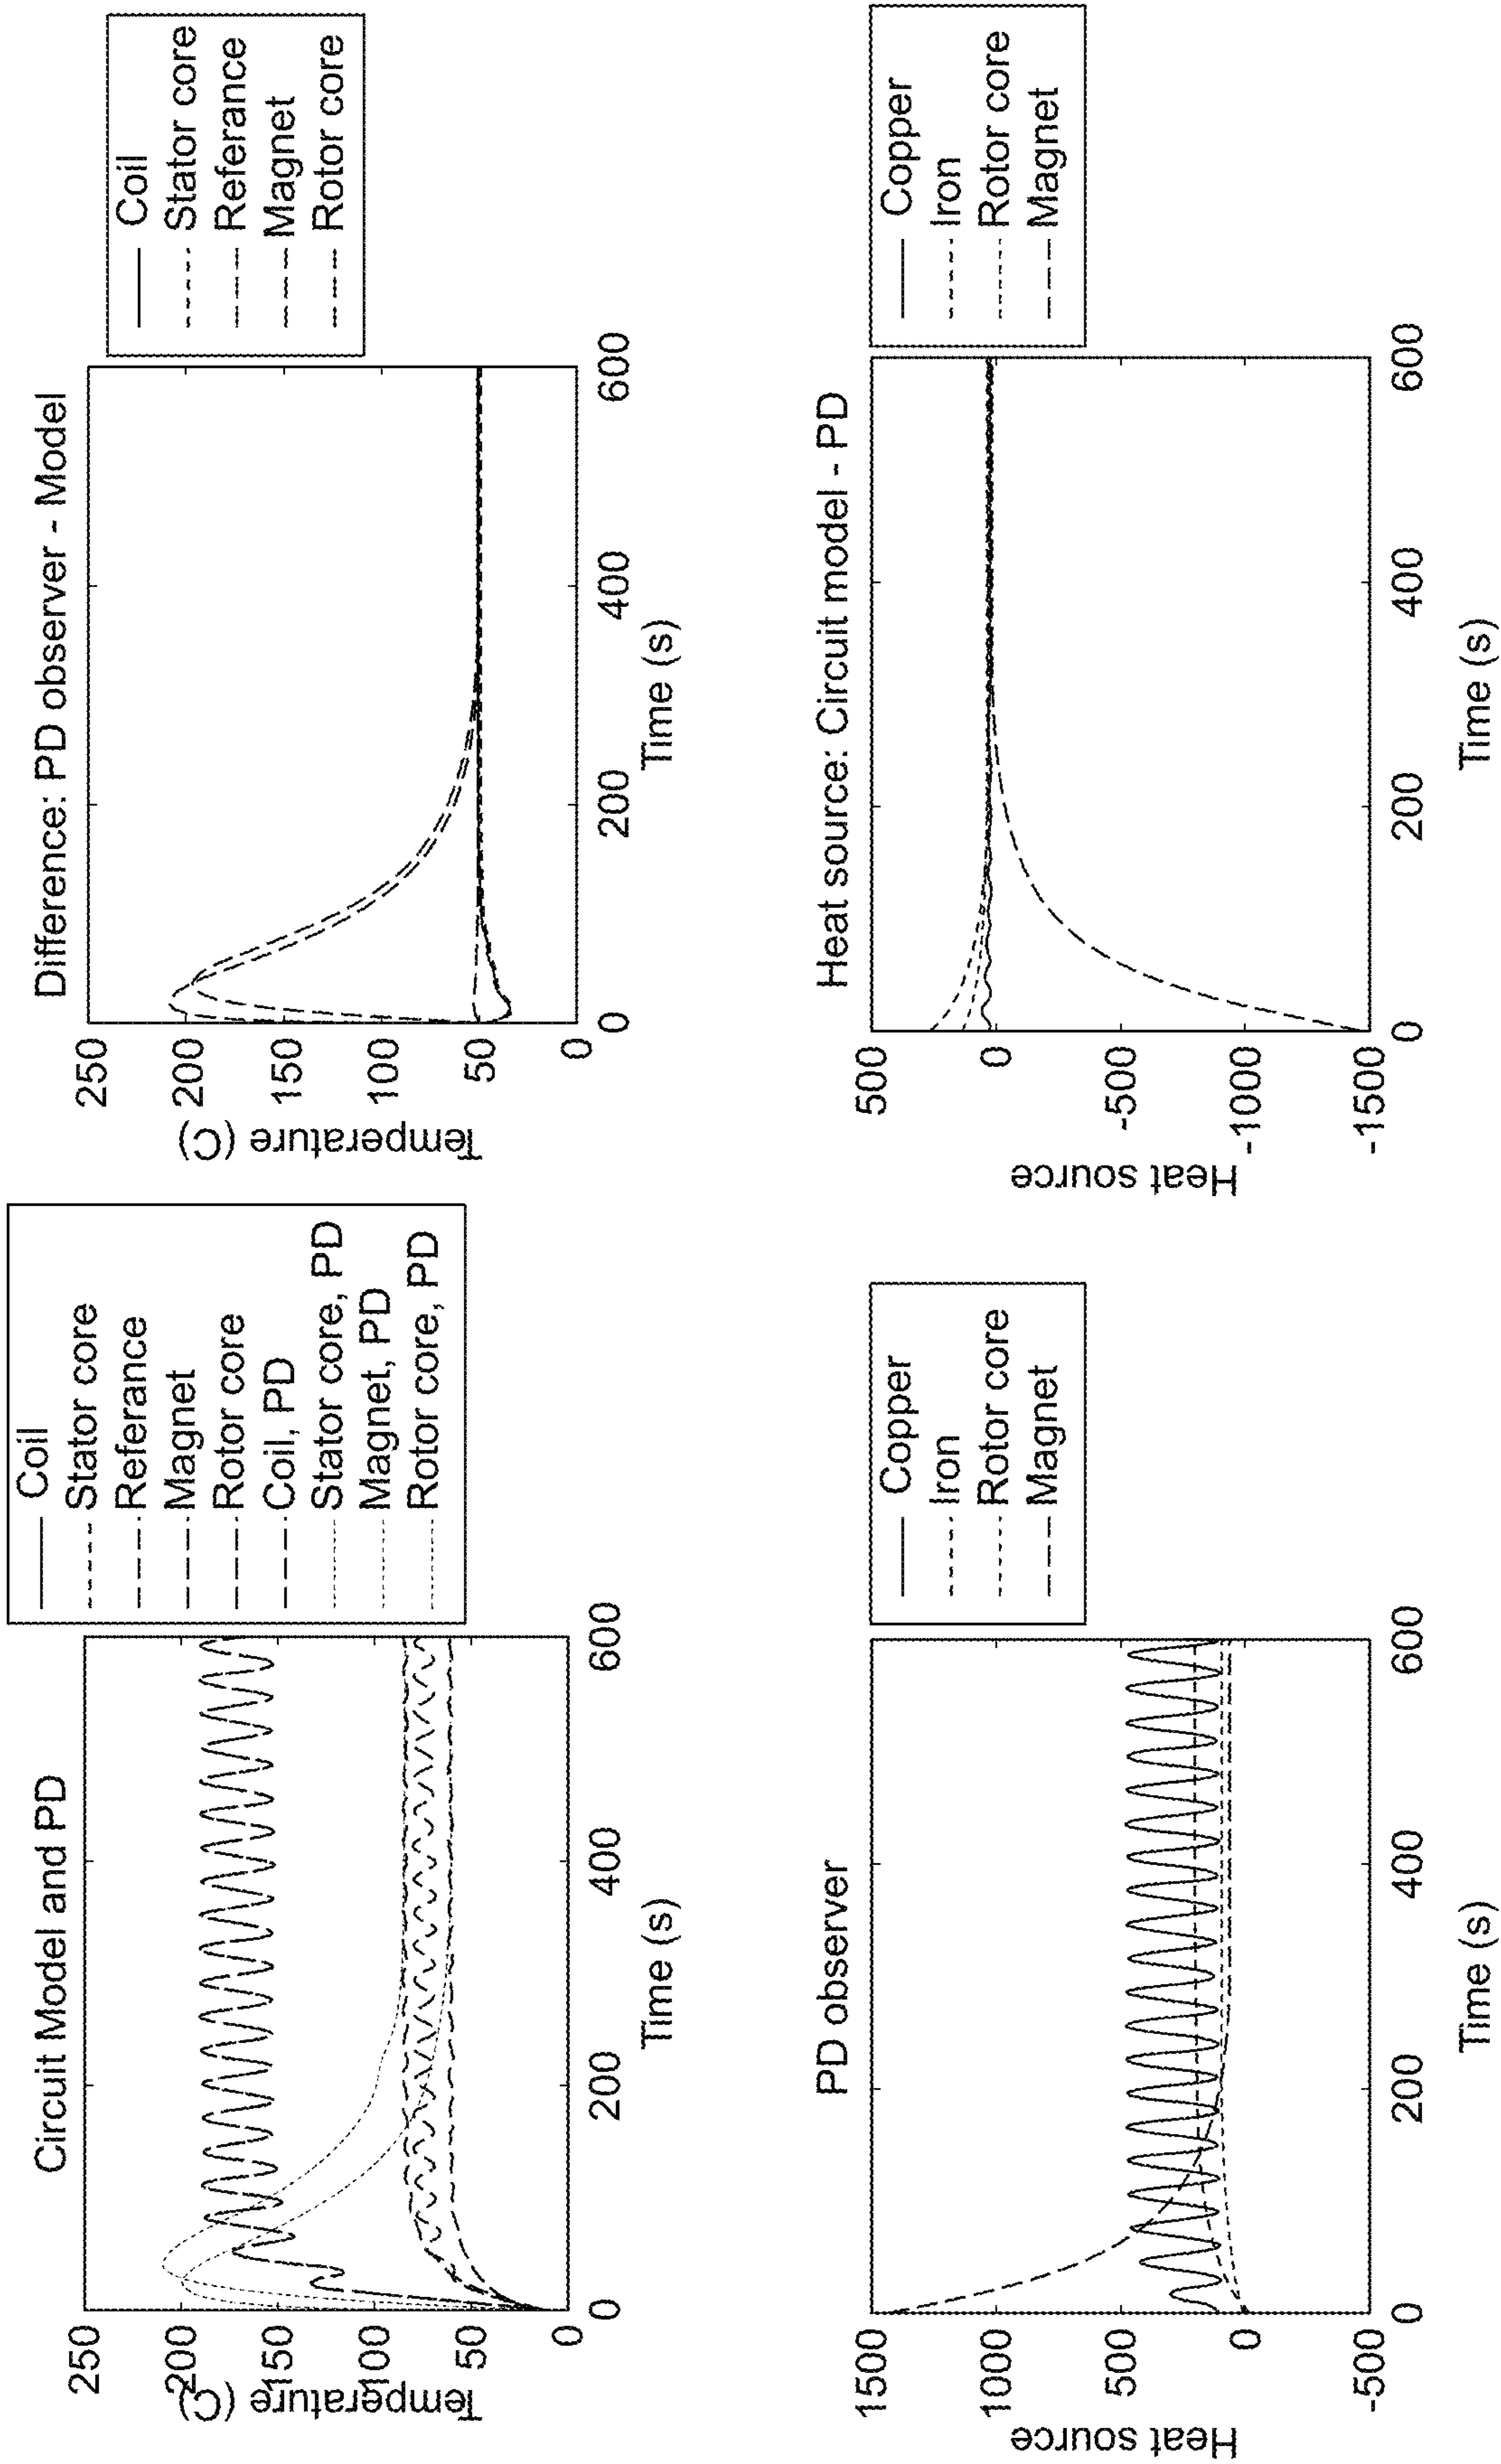 Circuit Model and PD
Temperature (C)
250
200
150
100
50
0
0
200
400
600
Time (s)
Coil
Stator core
Referance
Magnet
Rotor core
Coil, PD
Stator core, PD
Magnet, PD
Rotor core, PD
Difference: PD observer - Model
Temperature (C)
250
200
150
100
50
0
0
200
400
600
Time (s)
Coil
Stator core
Referance
Magnet
Rotor core
PD observer
Heat source
1500
1000
500
0
-500
0
200
400
600
Time (s)
Copper
Iron
Rotor core
Magnet
Heat source: Circuit model - PD
Heat source
500
0
-500
-1000
-1500
0
200
400
600
Time (s)
Copper
Iron
Rotor core
Magnet